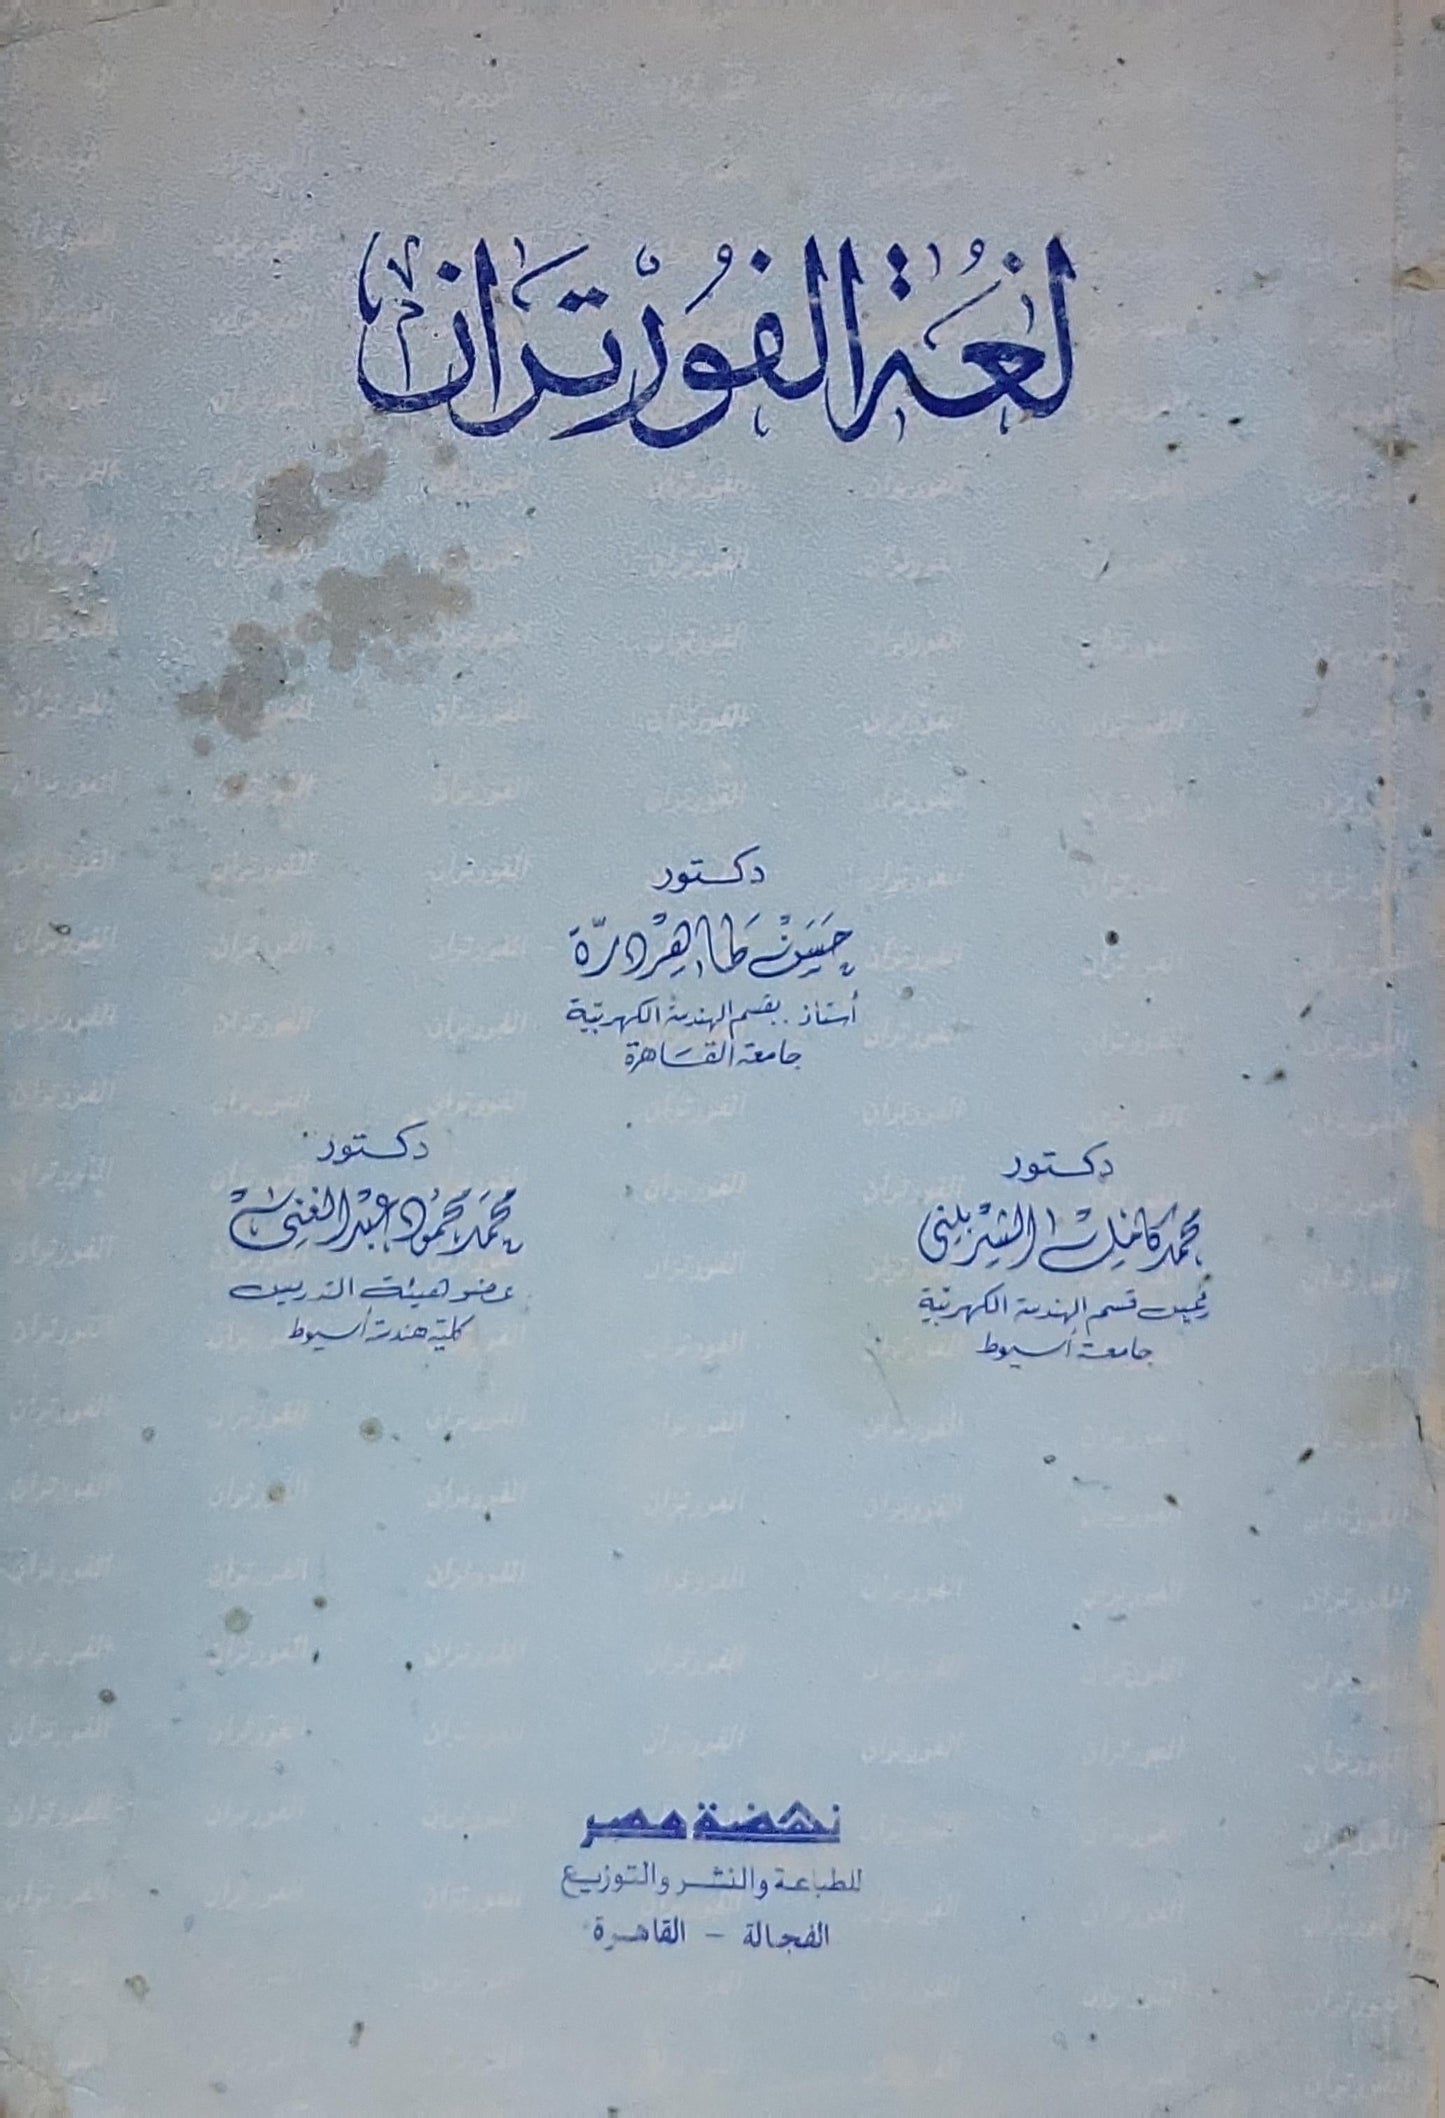 لغة الفورتران
دكتور
حسن طاهر درة
أستاذ بقسم الهندسة الكهربية
جامعة القاهرة
دكتور
محمد كامل الشربيني
رئيس قسم الهندسة الكهربية
جامعة أسيوط
دكتور
محمد محمود عبد الغني
عضو هيئة التدريس
كلية هندسة أسيوط
نهضة مصر
للطباعة والنشر والتوزيع
الفجالة - القاهرة